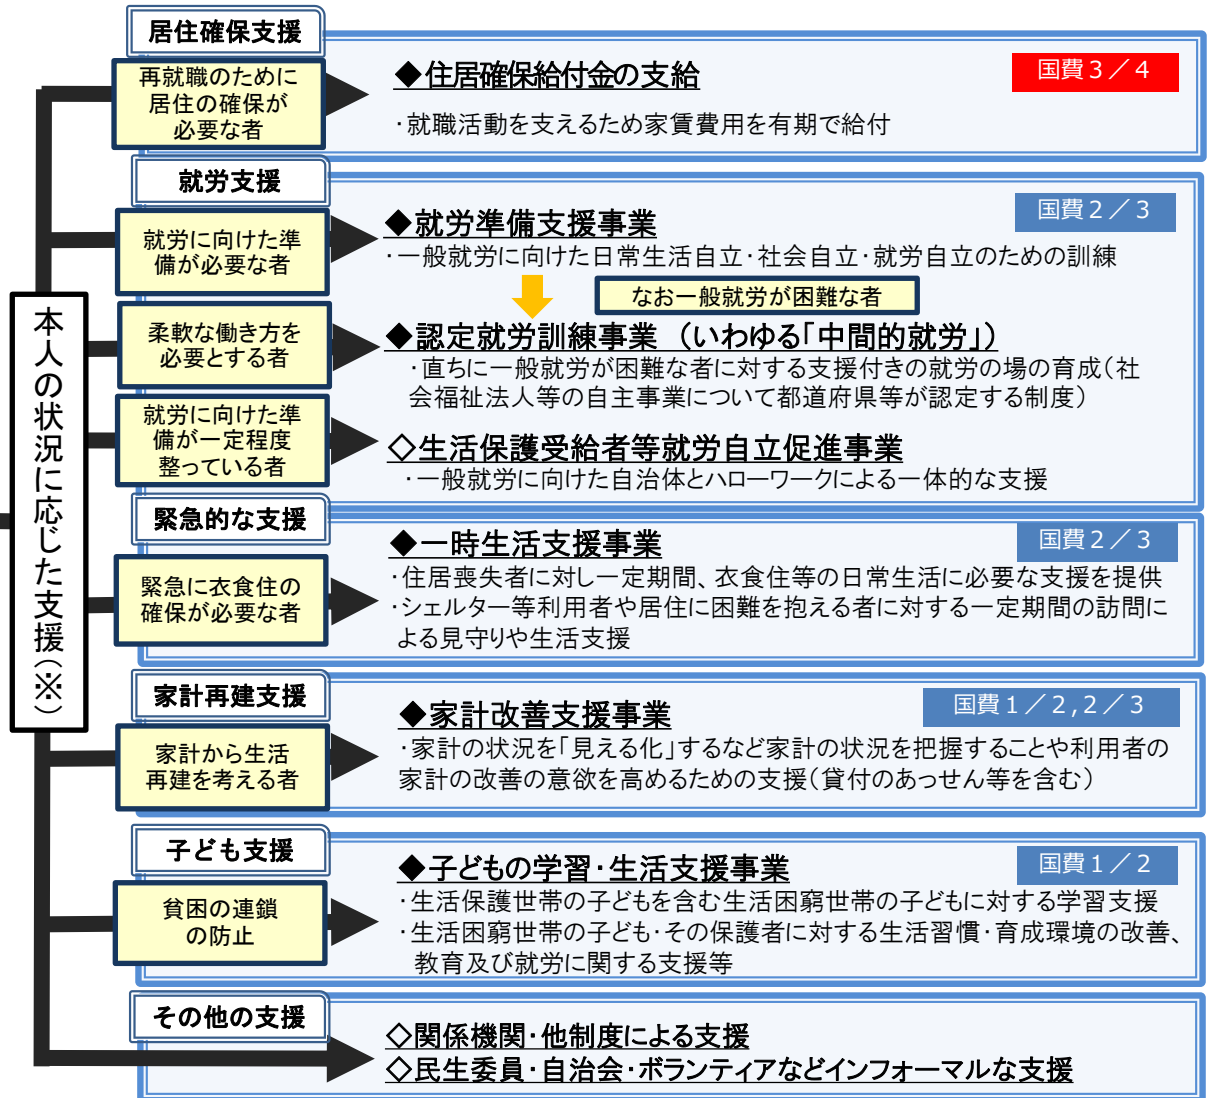 居住確保支援
再就職のために
居住の確保が
必要な者
◆住居確保給付金の支給
国費3／4
・就職活動を支えるため家賃費用を有期で給付
就労支援
就労に向けた準
備が必要な者
◆就労準備支援事業
国費2／3
・一般就労に向けた日常生活自立・社会自立・就労自立のための訓練
なお一般就労が困難な者
柔軟な働き方を
必要とする者
◆認定就労訓練事業 （いわゆる「中間的就労」）
・直ちに一般就労が困難な者に対する支援付きの就労の場の育成（社
会福祉法人等の自主事業について都道府県等が認定する制度）
就労に向けた準
備が一定程度
整っている者
◇生活保護受給者等就労自立促進事業
・一般就労に向けた自治体とハローワークによる一体的な支援
本人の状況に応じた支援（※）
緊急的な支援
緊急に衣食住の
確保が必要な者
◆一時生活支援事業
国費2／3
・住居喪失者に対し一定期間、衣食住等の日常生活に必要な支援を提供
・シェルター等利用者や居住に困難を抱える者に対する一定期間の訪問に
よる見守りや生活支援
家計再建支援
家計から生活
再建を考える者
◆家計改善支援事業
国費1／2,2／3
・家計の状況を「見える化」するなど家計の状況を把握することや利用者の
家計の改善の意欲を高めるための支援（貸付のあっせん等を含む）
子ども支援
貧困の連鎖
の防止
◆子どもの学習・生活支援事業
国費1／2
・生活保護世帯の子どもを含む生活困窮世帯の子どもに対する学習支援
・生活困窮世帯の子ども・その保護者に対する生活習慣・育成環境の改善、
教育及び就労に関する支援等
その他の支援
◇関係機関・他制度による支援
◇民生委員・自治会・ボランティアなどインフォーマルな支援